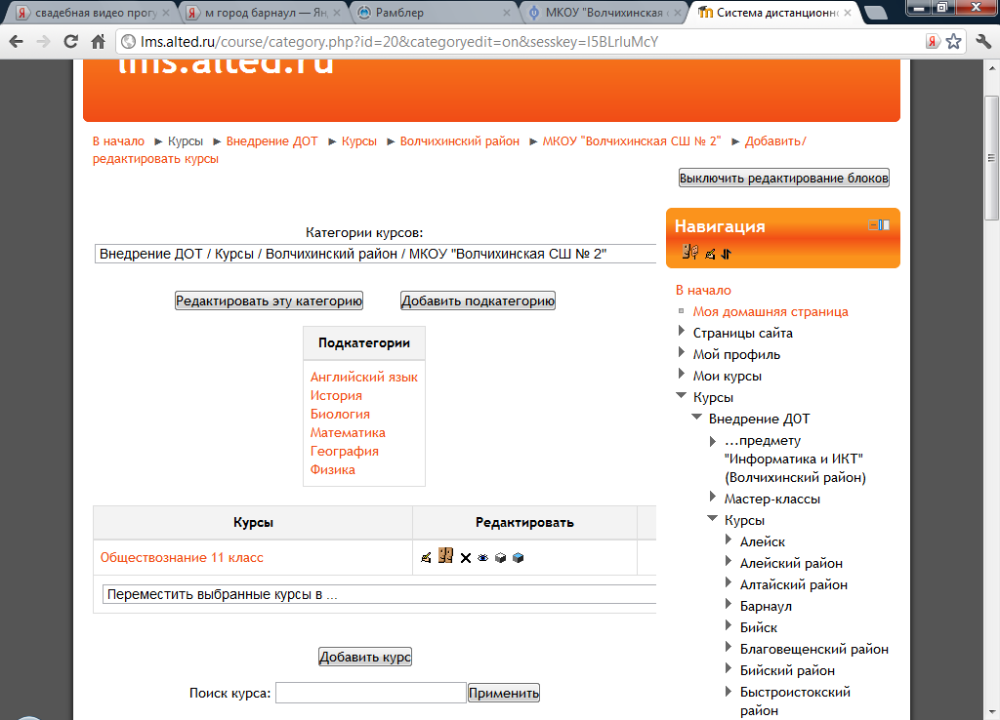 свадебная видео прог
м город барнаул — Ян
Рамблер
МКОУ "Волчихинская
Система дистанционн
lms.alted.ru/course/category.php?id=20&categoryedit=on&sesskey=I5BLrluMcY
lms.alted.ru
В начало ► Курсы ► Внедрение ДОТ ► Курсы ► Волчихинский район ► МКОУ "Волчихинская СШ № 2" ► Добавить/
редактировать курсы
Выключить редактирование блоков
Категории курсов:
Внедрение ДОТ / Курсы / Волчихинский район / МКОУ "Волчихинская СШ № 2"
Редактировать эту категорию
Добавить подкатегорию
Подкатегории
Английский язык
История
Биология
Математика
География
Физика
Курсы
Редактировать
Обществознание 11 класс
Переместить выбранные курсы в ...
Добавить курс
Поиск курса:
Применить
Навигация
В начало
Моя домашняя страница
Страницы сайта
Мой профиль
Мои курсы
Курсы
Внедрение ДОТ
...предмету
"Информатика и ИКТ"
(Волчихинский район)
Мастер-классы
Курсы
Алейск
Алейский район
Алтайский район
Барнаул
Бийск
Благовещенский район
Бийский район
Быстроистокский
район